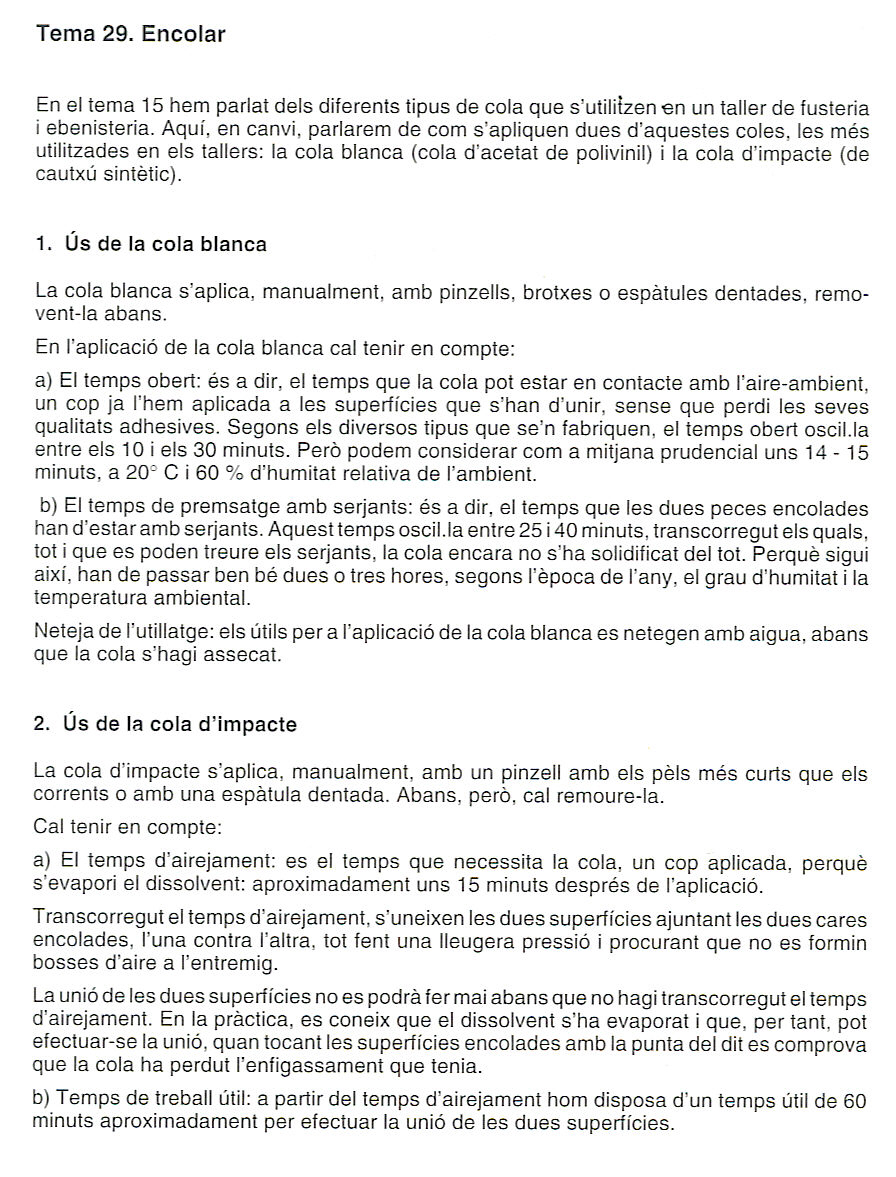 Tema 29. Encolar
En el tema 15 hem parlat dels diferents tipus de cola que s'utilitzen en un taller de fusteria
i ebenisteria. Aquí, en canvi, parlarem de com s'apliquen dues d'aquestes coles, les més
utilitzades en els tallers: la cola blanca (cola d'acetat de polivinil) i la cola d'impacte (de
cautxú sintètic).
1. Ús de la cola blanca
La cola blanca s'aplica, manualment, amb pinzells, brotxes o espàtules dentades, remo-
vent-la abans.
En l'aplicació de la cola blanca cal tenir en compte:
a) El temps obert: és a dir, el temps que la cola pot estar en contacte amb l'aire-ambient,
un cop ja l'hem aplicada a les superfícies que s'han d'unir, sense que perdi les seves
qualitats adhesives. Segons els diversos tipus que se'n fabriquen, el temps obert oscil.la
entre els 10 i els 30 minuts. Però podem considerar com a mitjana prudencial uns 14 - 15
minuts, a 20° C i 60 % d'humitat relativa de l'ambient.
b) El temps de premsatge amb serjants: és a dir, el temps que les dues peces encolades
han d'estar amb serjants. Aquest temps oscil.la entre 25 i 40 minuts, transcorregut els quals,
tot i que es poden treure els serjants, la cola encara no s'ha solidificat del tot. Perquè sigui
així, han de passar ben bé dues o tres hores, segons l'època de l'any, el grau d'humitat i la
temperatura ambiental.
Neteja de l'utillatge: els útils per a l'aplicació de la cola blanca es netegen amb aigua, abans
que la cola s'hagi assecat.
2. Ús de la cola d'impacte
La cola d'impacte s'aplica, manualment, amb un pinzell amb els pèls més curts que els
corrents o amb una espàtula dentada. Abans, però, cal remoure-la.
Cal tenir en compte:
a) El temps d'airejament: es el temps que necessita la cola, un cop aplicada, perquè
s'evapori el dissolvent: aproximadament uns 15 minuts després de l'aplicació.
Transcorregut el temps d'airejament, s'uneixen les dues superfícies ajuntant les dues cares
encolades, l'una contra l'altra, tot fent una lleugera pressió i procurant que no es formin
bosses d'aire a l'entremig.
La unió de les dues superfícies no es podrà fer mai abans que no hagi transcorregut el temps
d'airejament. En la pràctica, es coneix que el dissolvent s'ha evaporat i que, per tant, pot
efectuar-se la unió, quan tocant les superfícies encolades amb la punta del dit es comprova
que la cola ha perdut l'enfigassament que tenia.
b) Temps de treball útil: a partir del temps d'airejament hom disposa d'un temps útil de 60
minuts aproximadament per efectuar la unió de les dues superfícies.